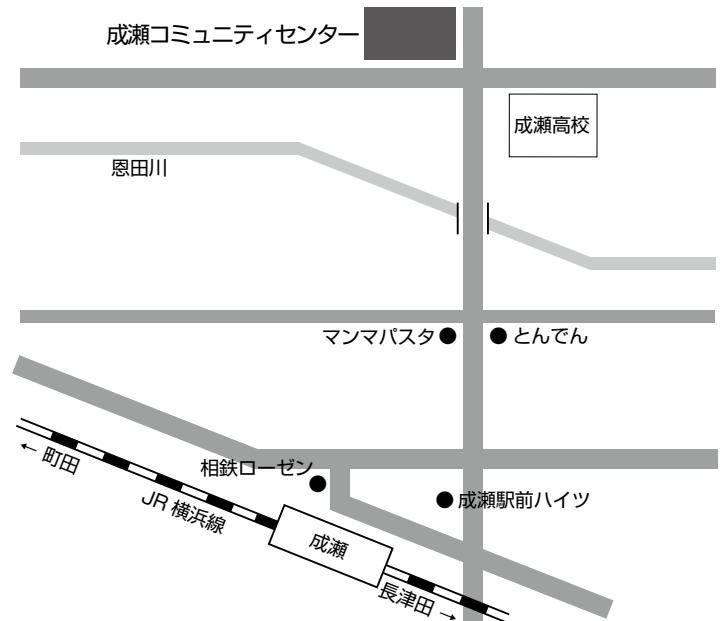 成瀬コミュニティセンター
成瀬高校
恩田川
マンマパスタ
とんでん
← 町田
相鉄ローゼン
JR 横浜線
成瀬駅前ハイツ
成瀬
長津田 →